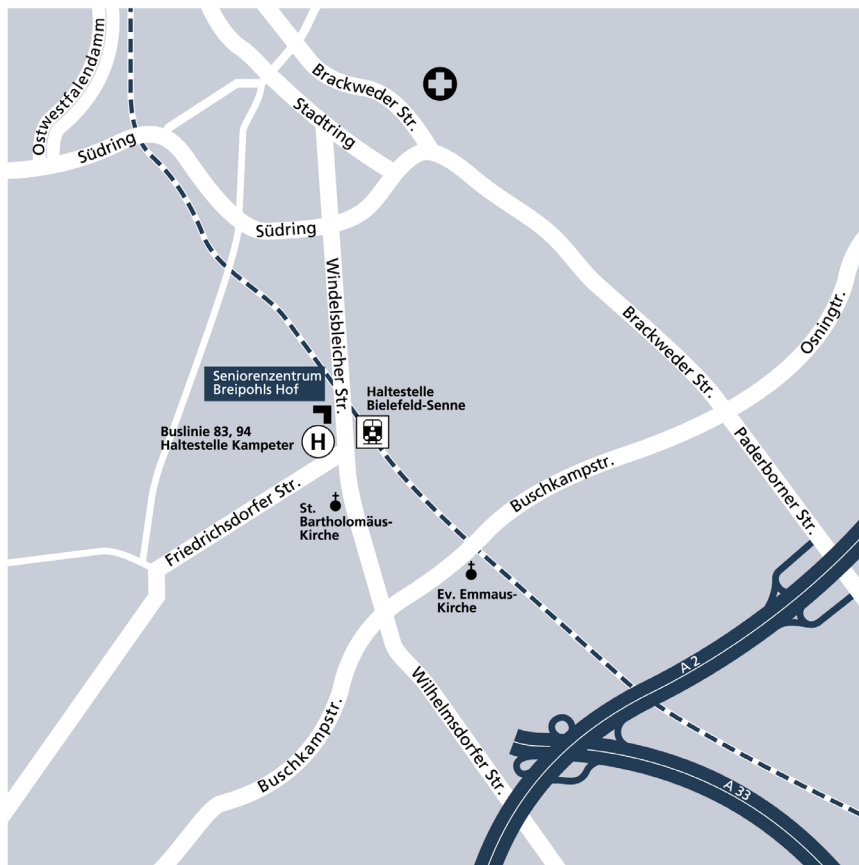 Ostwestfalendamm
Südring
Brackweder Str.
Stadtring
Südring
Windelsbleicher Str.
Brackweder Str.
Osningtr.
Seniorenzentrum
Breipohls Hof
Haltestelle
Bielefeld-Senne
Buslinie 83, 94
Haltestelle Kampeter
H
Paderborner Str.
Buschkampstr.
Friedrichsdorfer Str.
St.
Bartholomäus-
Kirche
Ev. Emmaus-
Kirche
A 2
Wilhelmsdorfer Str.
Buschkampstr.
A 33